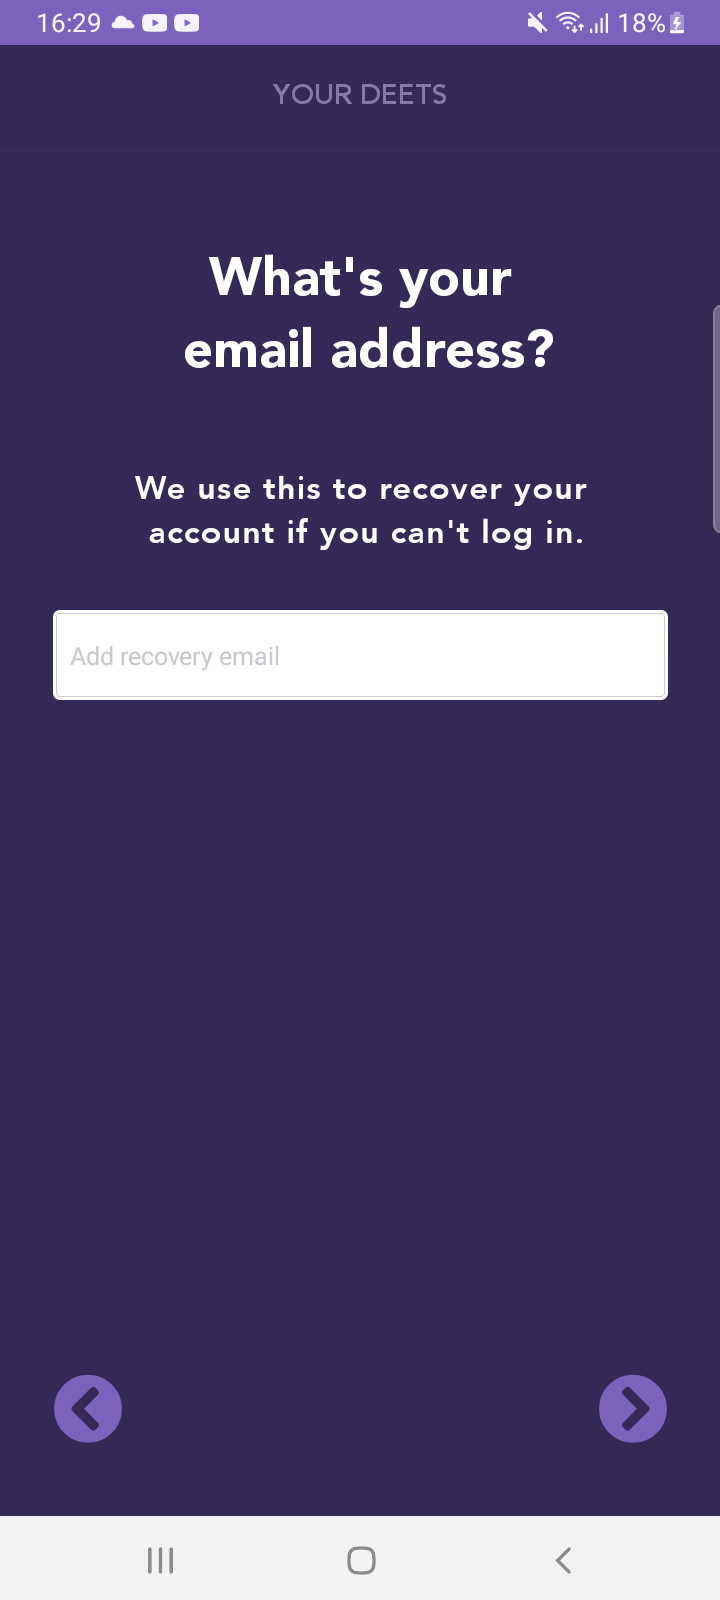 16:29
18%
YOUR DEETS
What's your
email address?
We use this to recover your
account if you can't log in.
Add recovery email